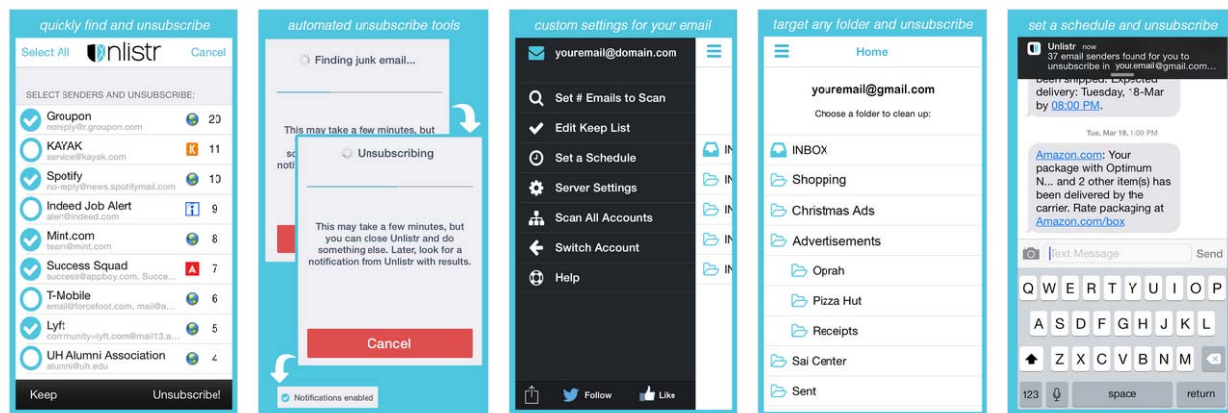 quickly find and unsubscribe
Select All
Unlistr
Cancel
SELECT SENDERS AND UNSUBSCRIBE:
Groupon
noreply@r.groupon.com
20
KAYAK
service@kayak.com
11
Spotify
no-reply@news.spotifymail.com
10
Indeed Job Alert
alert@indeed.com
9
Mint.com
team@mint.com
8
Success Squad
success@appboy.com, Succe...
7
T-Mobile
email@forcefoot.com, mail@a...
6
Lyft
5
UH Alumni Association
alumni@uh.edu
4
Keep
Unsubscribe!
automated unsubscribe tools
Finding junk email...
This may take a few minutes, but
Unsubscribing
This may take a few minutes, but
you can close Unlistr and do
something else. Later, look for a
notification from Unlistr with results.
Cancel
Notifications enabled
custom settings for your email
youremail@domain.com
Set # Emails to Scan
Edit Keep List
Set a Schedule
Server Settings
Scan All Accounts
Switch Account
Help
Follow
Like
target any folder and unsubscribe
Home
youremail@gmail.com
Choose a folder to clean up:
INBOX
Shopping
Christmas Ads
Advertisements
Oprah
Pizza Hut
Receipts
Sai Center
Sent
set a schedule and unsubscribe
Unlistr now
37 email senders found for you to
unsubscribe in your.email@gmail.com...
been shipped. Expected
delivery: Tuesday, 18-Mar
by 08:00 PM.
Tue, Mar 18, 1:09 PM
Amazon.com: Your
package with Optimum
N... and 2 other item(s) has
been delivered by the
carrier. Rate packaging at
Amazon.com/box
Text Message
Send
Q W E R T Y U I O P
A S D F G H J K L
Z X C V B N M
123
space
return